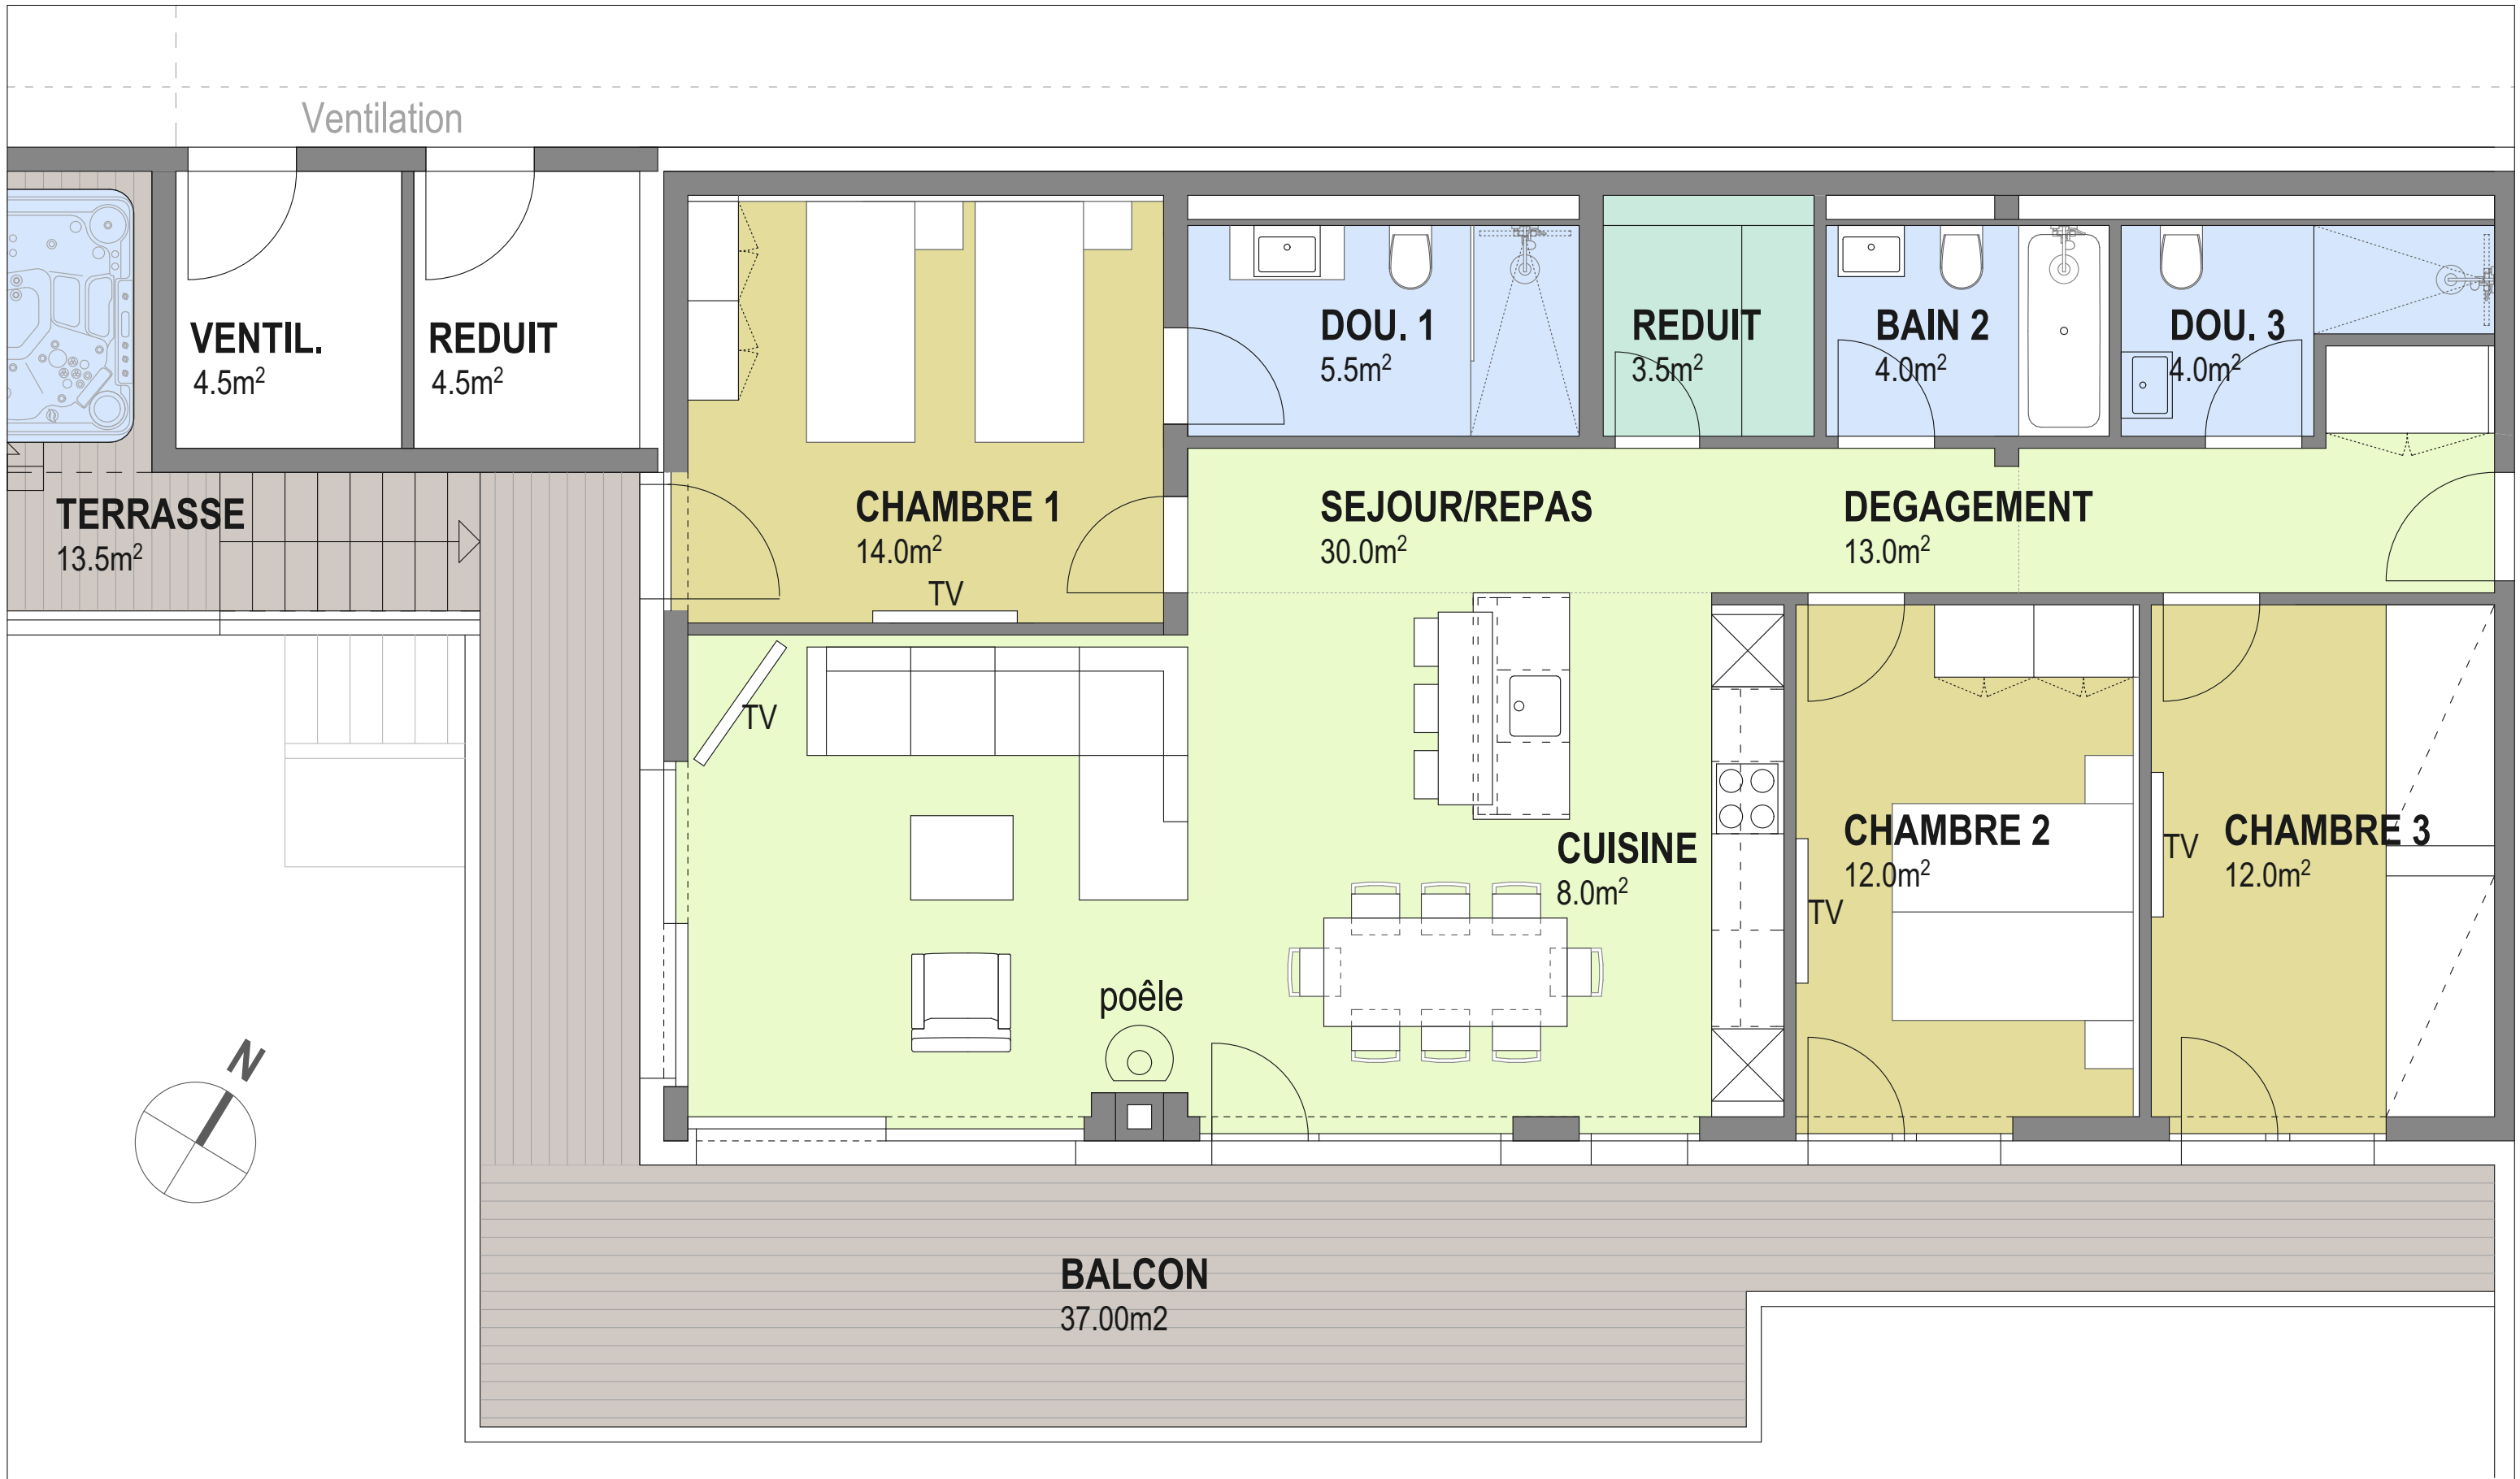 Ventilation
VENTIL.
4.5m²
REDUIT
4.5m²
DOU. 1
5.5m²
REDUIT
3.5m²
BAIN 2
4.0m²
DOU. 3
4.0m²
TERRASSE
13.5m²
CHAMBRE 1
14.0m²
TV
SEJOUR/REPAS
30.0m²
DEGAGEMENT
13.0m²
TV
CUISINE
8.0m²
CHAMBRE 2
12.0m²
TV
TV
CHAMBRE 3
12.0m²
poêle
N
BALCON
37.00m2